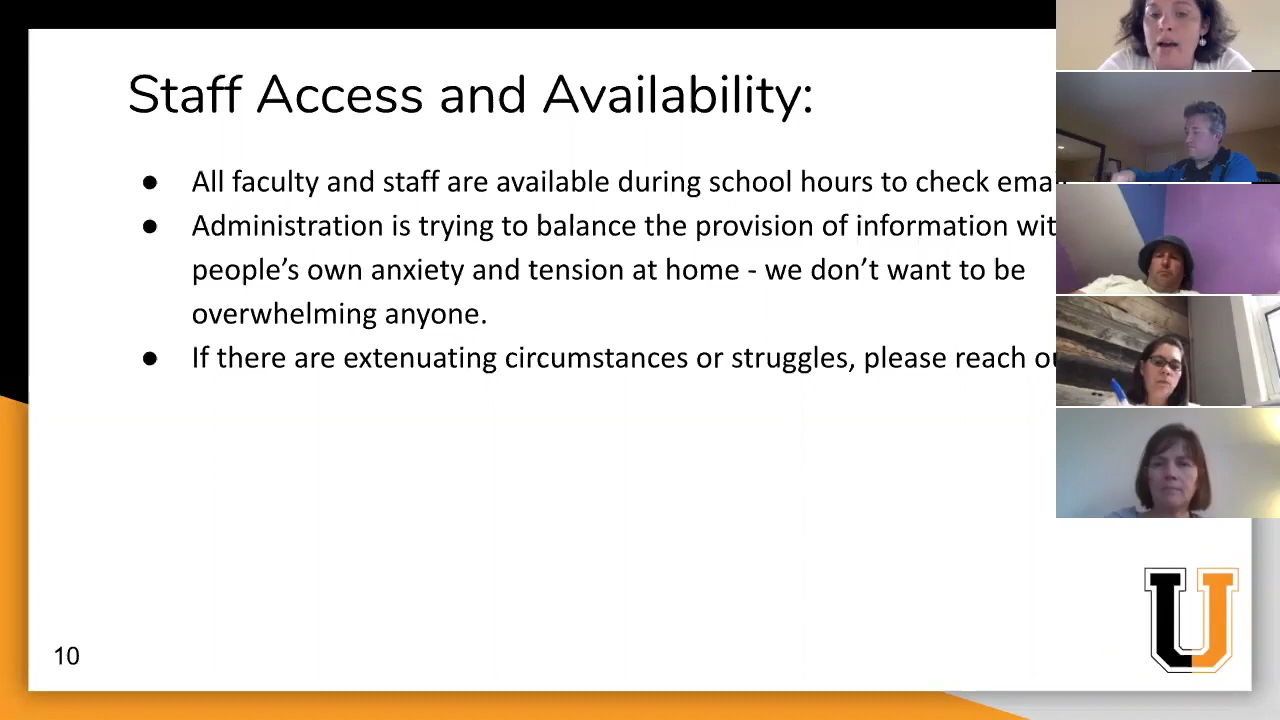 Staff Access and Availability:
● All faculty and staff are available during school hours to check
● Administration is trying to balance the provision of information
people's own anxiety and tension at home - we don't want to be
overwhelming anyone.
● If there are extenuating circumstances or struggles, please reach
10
U